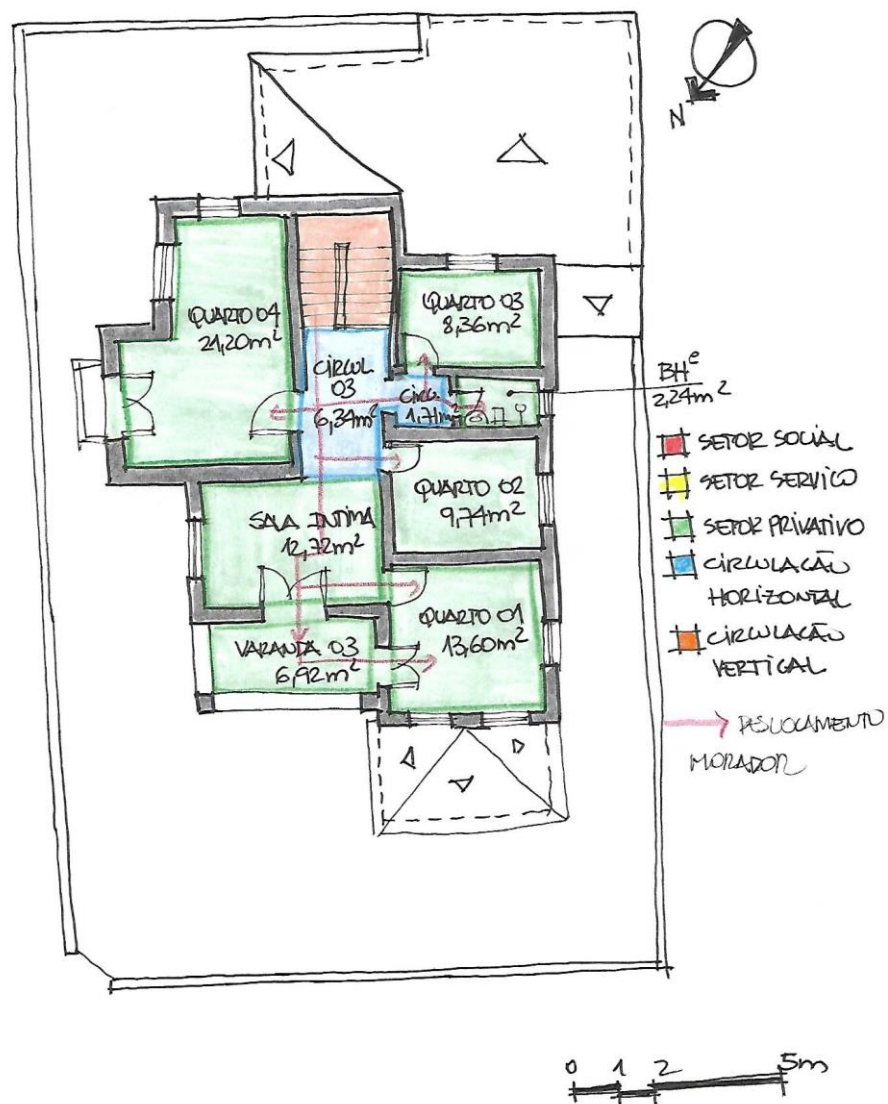 N
QUARTO 04
21,20m²
QUARTO 03
8,36m²
CIRCUL
03
6,34m²
CIRC.
1,71m²
BHº
2,24m²
QUARTO 02
9,74m²
SALA INTIMA
12,72m²
QUARTO 01
13,60m²
VARANDA 03
6,92m²
SETOR SOCIAL
SETOR SERVIÇO
SETOR PRIVATIVO
CIRCULAÇÃO
HORIZONTAL
CIRCULAÇÃO
VERTICAL
DESLOCAMENTO
MORADOR
0 1 2 5m